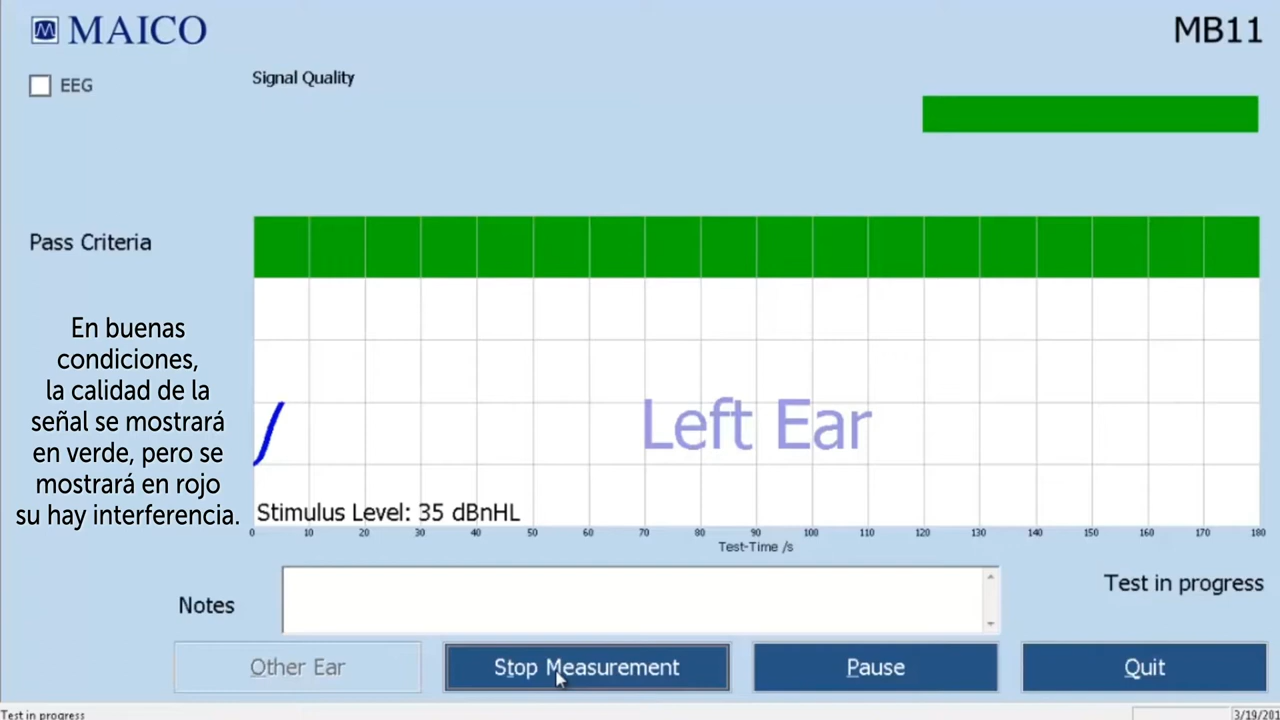 MAICO
MB11
EEG
Signal Quality
Pass Criteria
En buenas
condiciones,
la calidad de la
señal se mostrará
en verde, pero se
mostrará en rojo
su hay interferencia.
Left Ear
Stimulus Level: 35 dBnHL
0 10 20 30 40 50 60 70 80 90 100 110 120 130 140 150 160 170 180
Test-Time /s
Notes
Test in progress
Other Ear
Stop Measurement
Pause
Quit
Test in progress
3/19/201